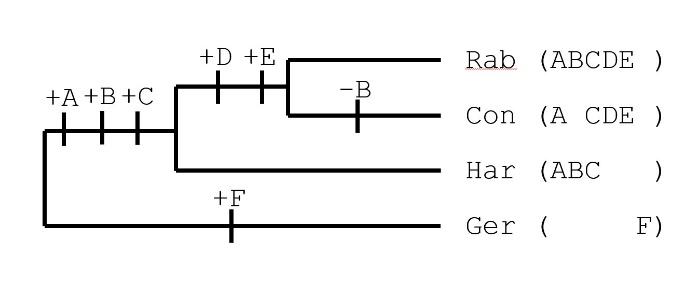 +D +E
Rab (ABCDE )
+A +B +C
−B
Con (A CDE )
Har (ABC   )
+F
Ger (     F)